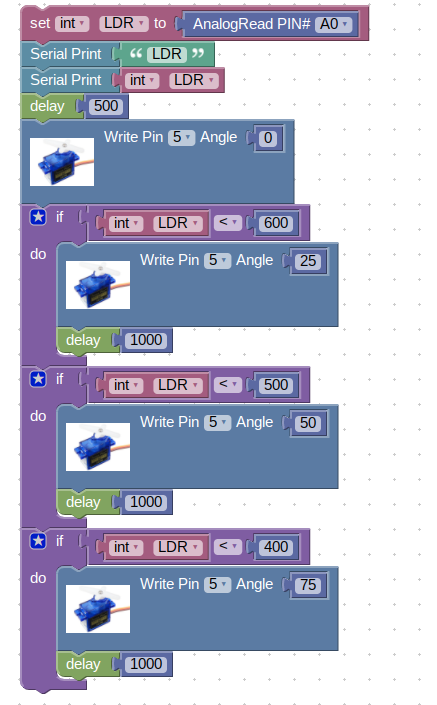 set int LDR to AnalogRead PIN# A0
Serial Print “ LDR ”
Serial Print int LDR
delay 500
Write Pin 5 Angle 0
if int LDR < 600
do Write Pin 5 Angle 25
delay 1000
if int LDR < 500
do Write Pin 5 Angle 50
delay 1000
if int LDR < 400
do Write Pin 5 Angle 75
delay 1000